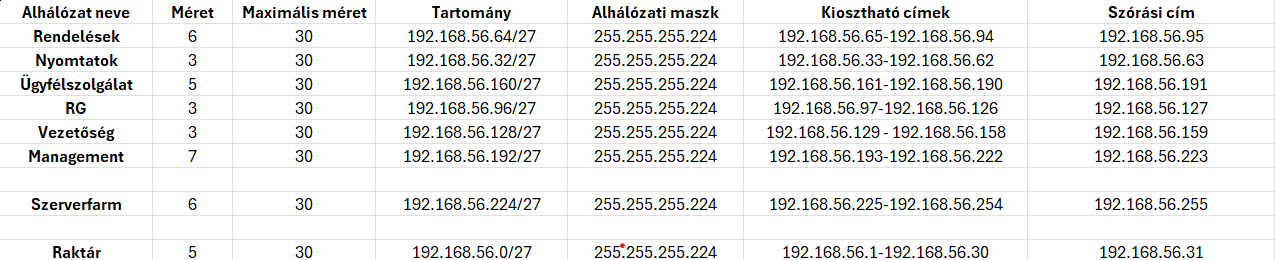 Alhálózat neve Méret Maximális méret Tartomány Alhálózati maszk Kiosztható címek Szórási cím
Rendelések 6 30 192.168.56.64/27 255.255.255.224 192.168.56.65-192.168.56.94 192.168.56.95
Nyomtatok 3 30 192.168.56.32/27 255.255.255.224 192.168.56.33-192.168.56.62 192.168.56.63
Ügyfélszolgálat 5 30 192.168.56.160/27 255.255.255.224 192.168.56.161-192.168.56.190 192.168.56.191
RG 3 30 192.168.56.96/27 255.255.255.224 192.168.56.97-192.168.56.126 192.168.56.127
Vezetőség 3 30 192.168.56.128/27 255.255.255.224 192.168.56.129 - 192.168.56.158 192.168.56.159
Management 7 30 192.168.56.192/27 255.255.255.224 192.168.56.193-192.168.56.222 192.168.56.223
Szerverfarm 6 30 192.168.56.224/27 255.255.255.224 192.168.56.225-192.168.56.254 192.168.56.255
Raktár 5 30 192.168.56.0/27 255.255.255.224 192.168.56.1-192.168.56.30 192.168.56.31